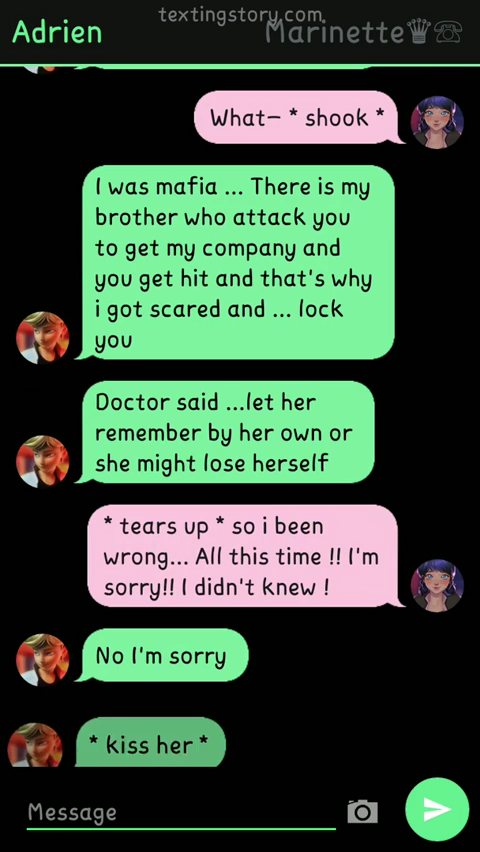 textingstory.com
Adrien
Marinette
What- * shook *
I was mafia ... There is my
brother who attack you
to get my company and
you get hit and that's why
i got scared and ... lock
you
Doctor said ...let her
remember by her own or
she might lose herself
* tears up * so i been
wrong... All this time !! I'm
sorry!! I didn't knew !
No I'm sorry
* kiss her *
Message